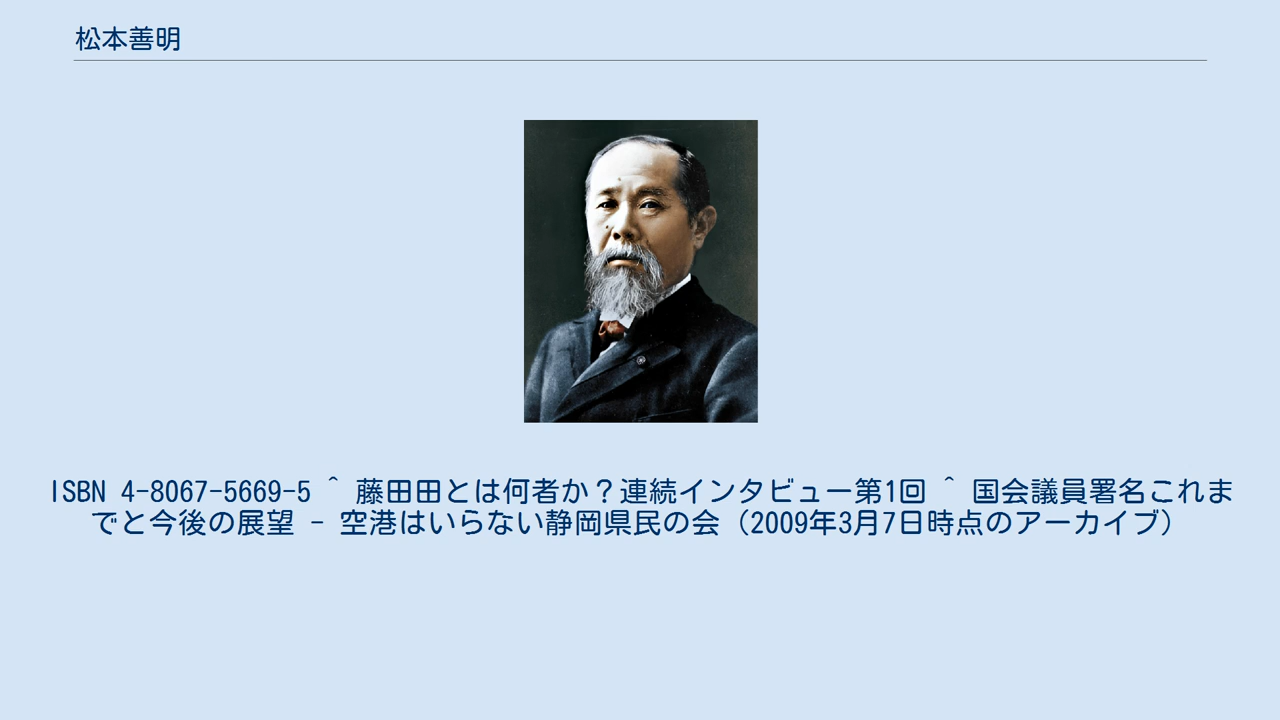 松本善明
ISBN 4-8067-5669-5 ^ 藤田田とは何者か？連続インタビュー第1回 ^ 国会議員署名これま
でと今後の展望 - 空港はいらない静岡県民の会（2009年3月7日時点のアーカイブ）